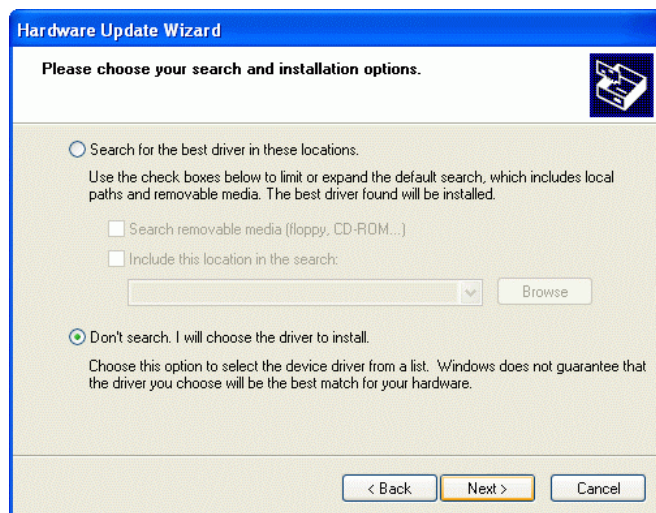 Hardware Update Wizard
Please choose your search and installation options.
Search for the best driver in these locations.
Use the check boxes below to limit or expand the default search, which includes local
paths and removable media. The best driver found will be installed.
Search removable media (floppy, CD-ROM...)
Include this location in the search:
Browse
Don't search. I will choose the driver to install.
Choose this option to select the device driver from a list. Windows does not guarantee that
the driver you choose will be the best match for your hardware.
< Back Next > Cancel